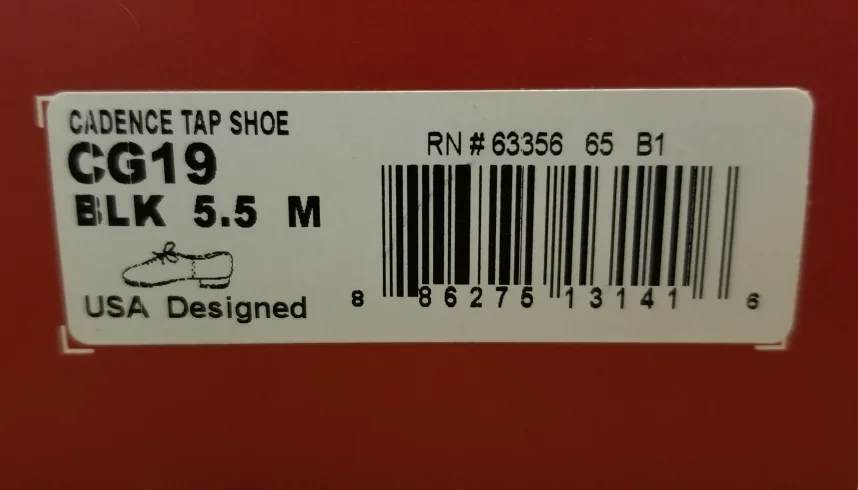 CADENCE TAP SHOE
CG19
BLK 5.5 M
USA Designed
RN # 63356 65 B1
8 86275 13141 6